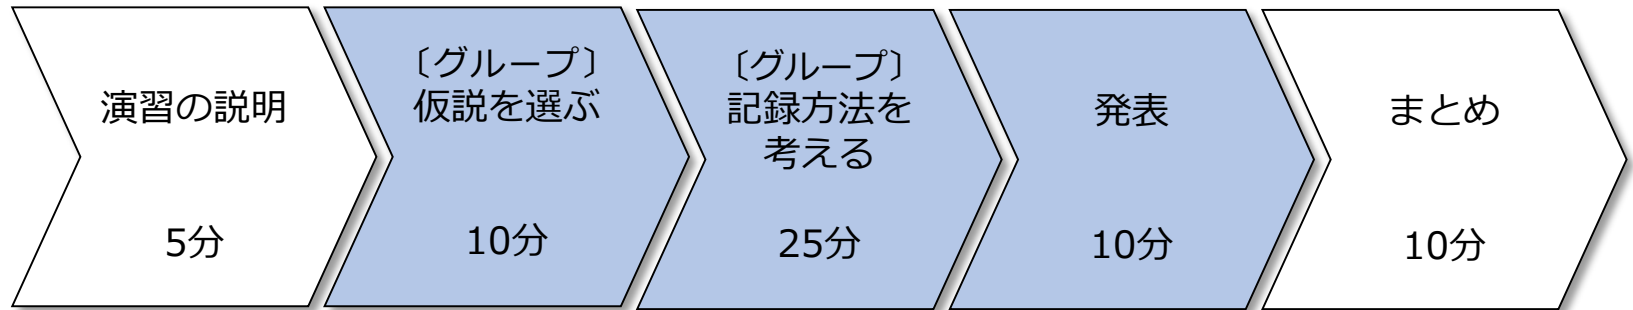 演習の説明
5分
〔グループ〕
仮説を選ぶ
10分
〔グループ〕
記録方法を
考える
25分
発表
10分
まとめ
10分